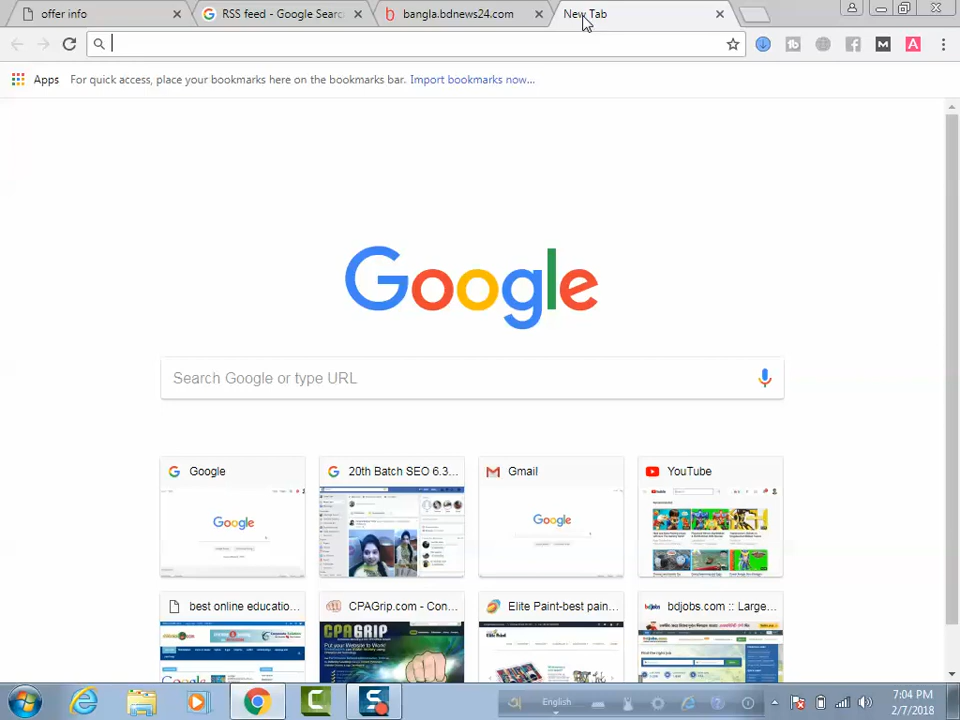 offer info
RSS feed - Google Searc
bangla.bdnews24.com
New Tab
Apps For quick access, place your bookmarks here on the bookmarks bar. Import bookmarks now...
Google
Search Google or type URL
Google
20th Batch SEO 6.3...
Gmail
YouTube
Google
Google
best online educatio...
CPAGrip.com - Con...
Elite Paint-best pain...
bdjobs.com :: Large...
CPAGRIP
English
7:04 PM
2/7/2018